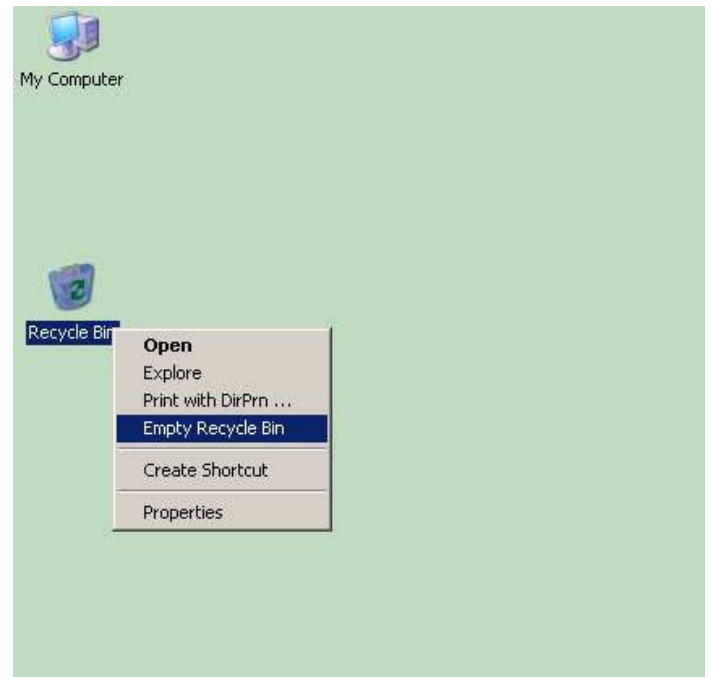 My Computer
Recycle Bin
Open
Explore
Print with DirPrn ...
Empty Recycle Bin
Create Shortcut
Properties